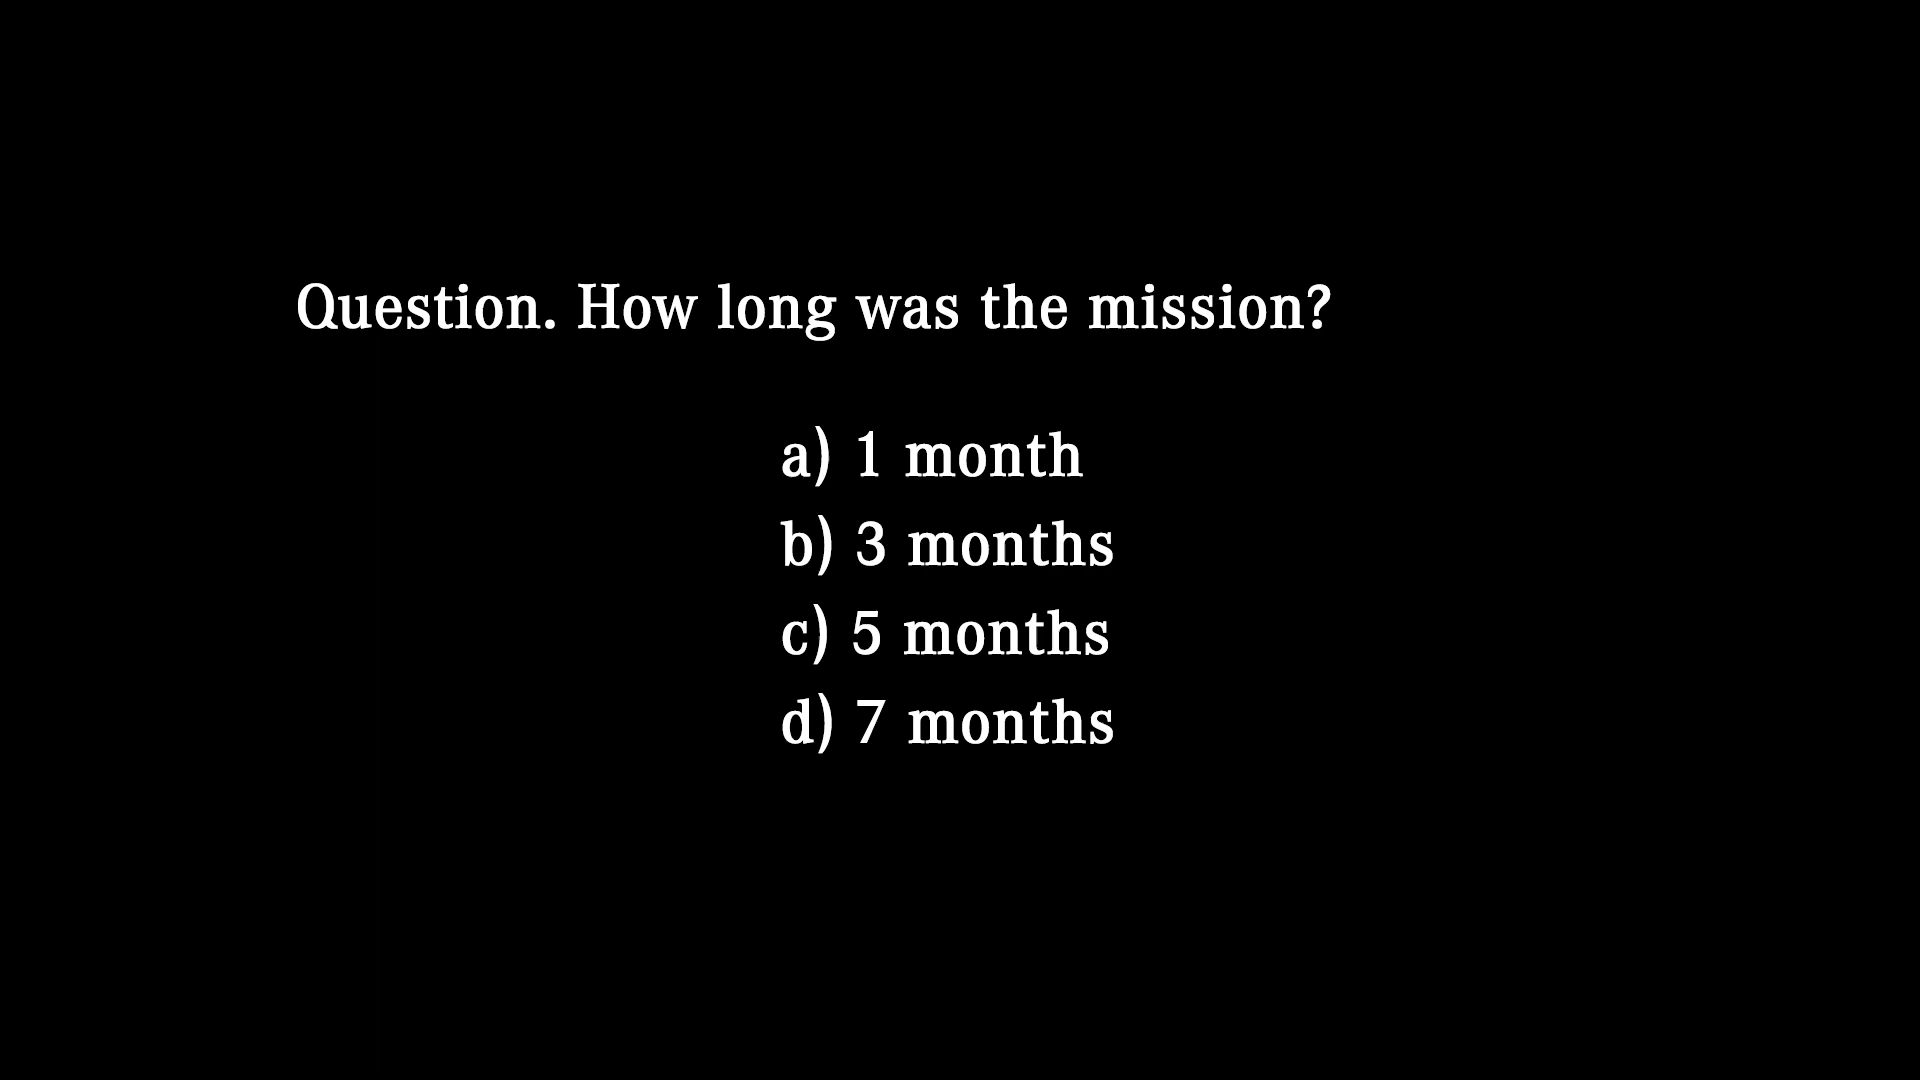 Question. How long was the mission?
a) 1 month
b) 3 months
c) 5 months
d) 7 months